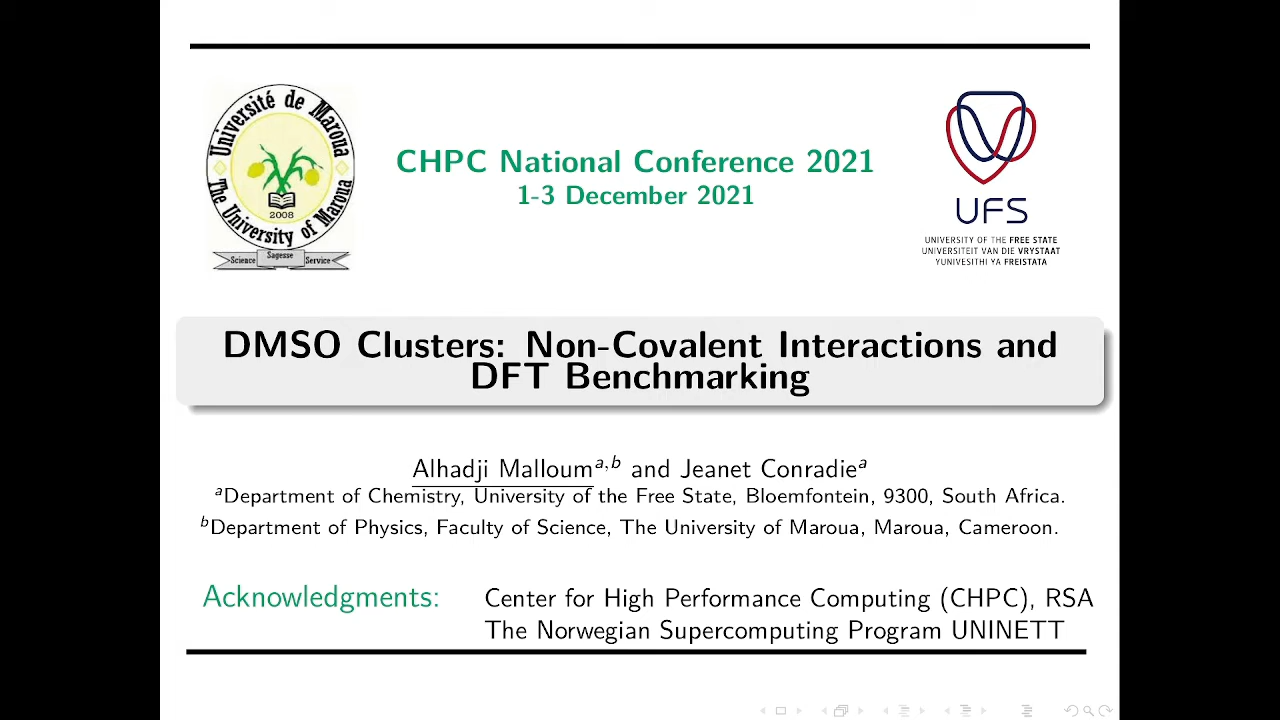 Université de Maroua
The University of Maroua
2008
Science Sagesse Service
CHPC National Conference 2021
1-3 December 2021
UFS
UNIVERSITY OF THE FREE STATE
UNIVERSITEIT VAN DIE VRYSTAAT
YUNIVESITHI YA FREISTATA
DMSO Clusters: Non-Covalent Interactions and
DFT Benchmarking
Alhadji Malloum^{a,b} and Jeanet Conradie^{a}
^{a}Department of Chemistry, University of the Free State, Bloemfontein, 9300, South Africa.
^{b}Department of Physics, Faculty of Science, The University of Maroua, Maroua, Cameroon.
Acknowledgments: Center for High Performance Computing (CHPC), RSA
The Norwegian Supercomputing Program UNINETT